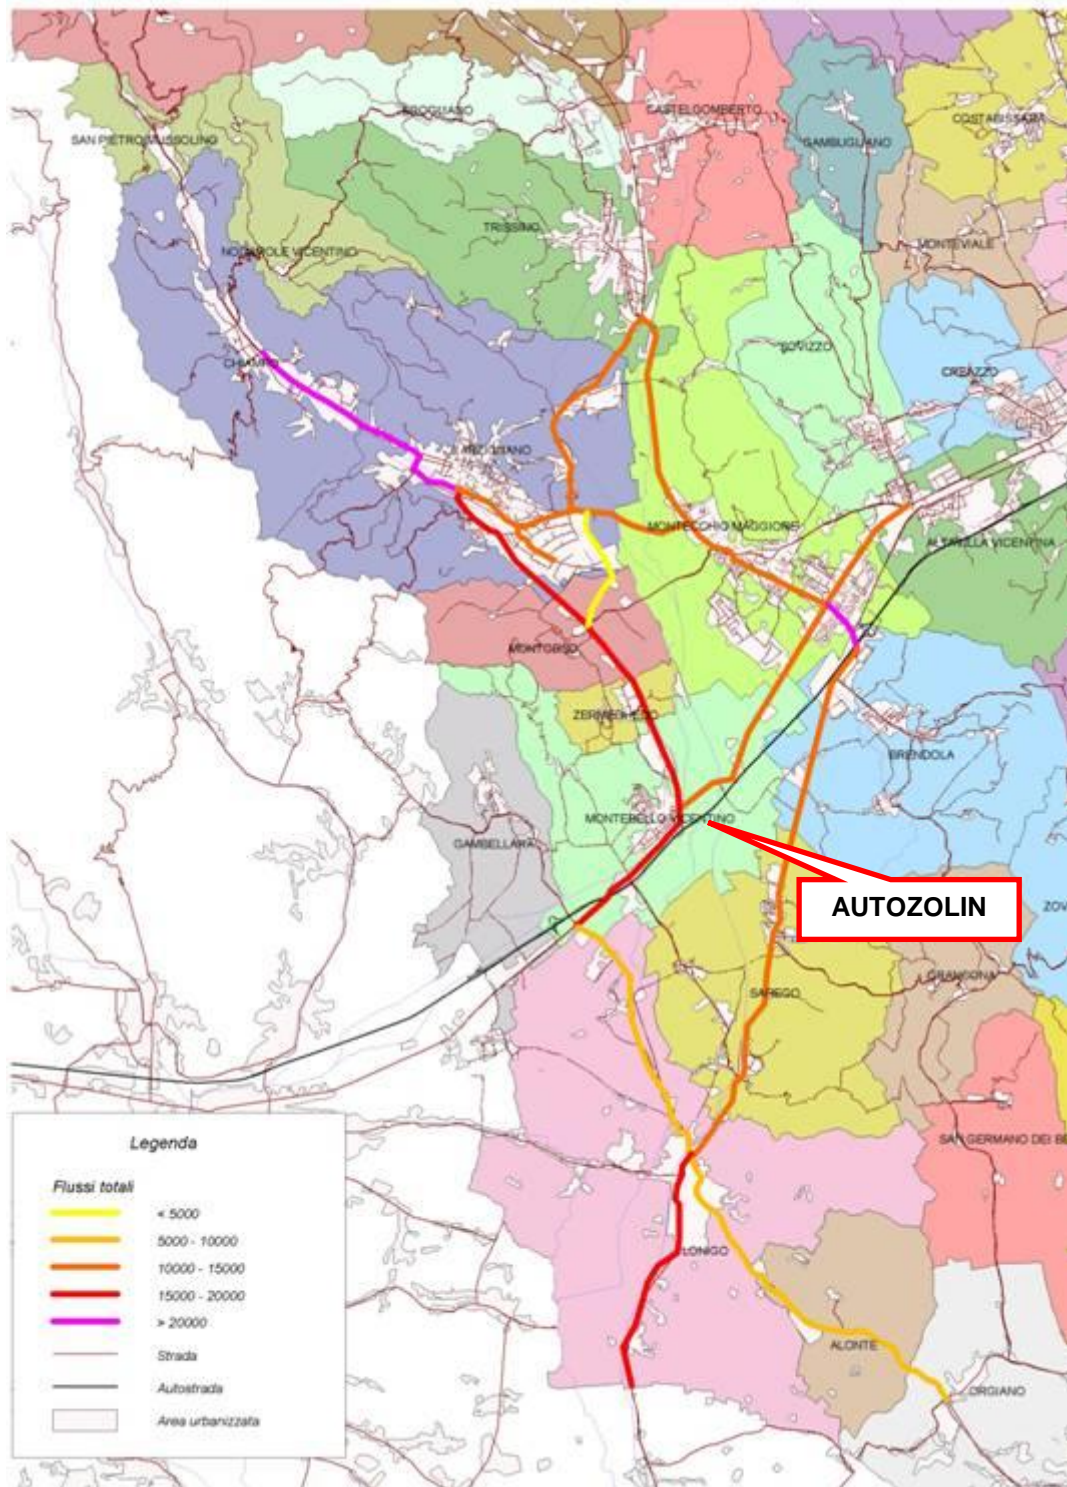 BROGLIANO
CASTELGOMBERTO
COSTABISSARA
SAN PIETRO MUSSOLINO
GAMBUGLIANO
TRISSINO
MONTEVIALE
NOGAROLE VICENTINO
SOVIZZO
CHIAMPO
CREAZZO
ARZIGNANO
MONTECCHIO MAGGIORE
ALTAVILLA VICENTINA
MONTORSO
ZERMEGHEDO
BRENDOLA
MONTEBELLO VICENTINO
GAMBELLARA
AUTOZOLIN
ZOV
GRANCONA
SAREGO
SAN GERMANO DEI BE
LONIGO
ALONTE
ORGIANO
Legenda
Flussi totali
< 5000
5000 - 10000
10000 - 15000
15000 - 20000
> 20000
Strada
Autostrada
Area urbanizzata